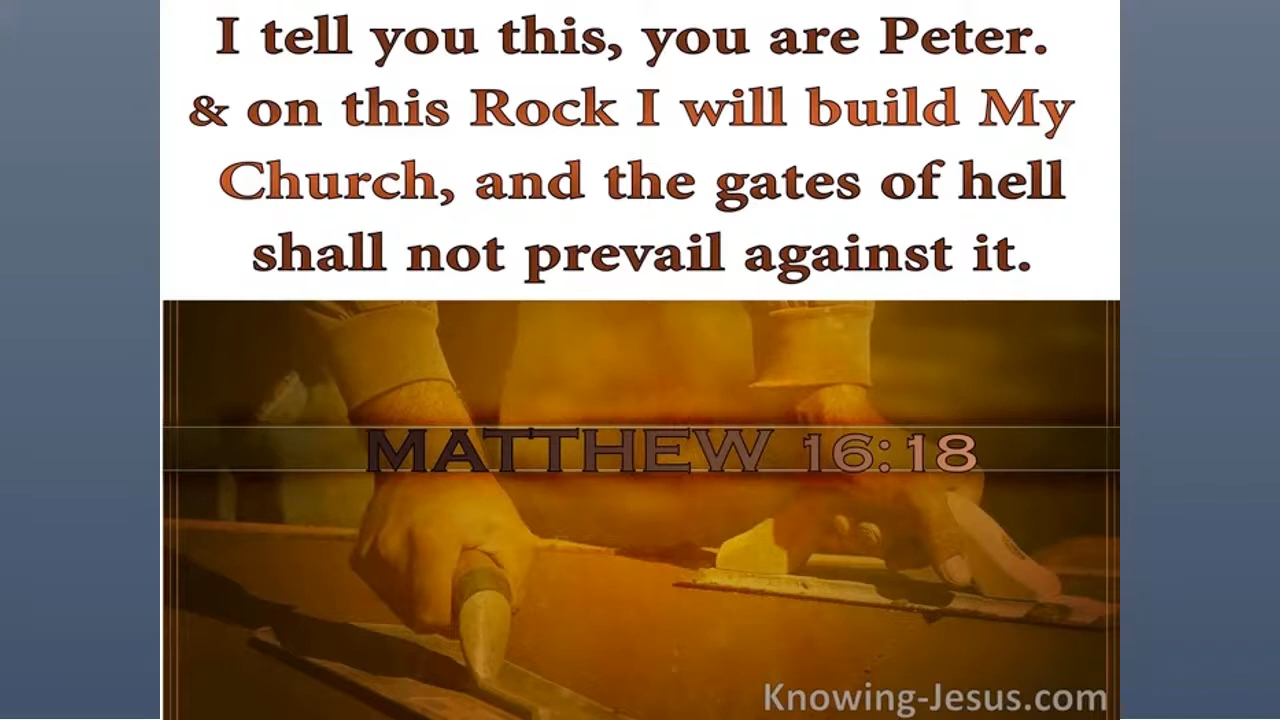 I tell you this, you are Peter.
& on this Rock I will build My
Church, and the gates of hell
shall not prevail against it.
MATTHEW 16:18
Knowing-Jesus.com